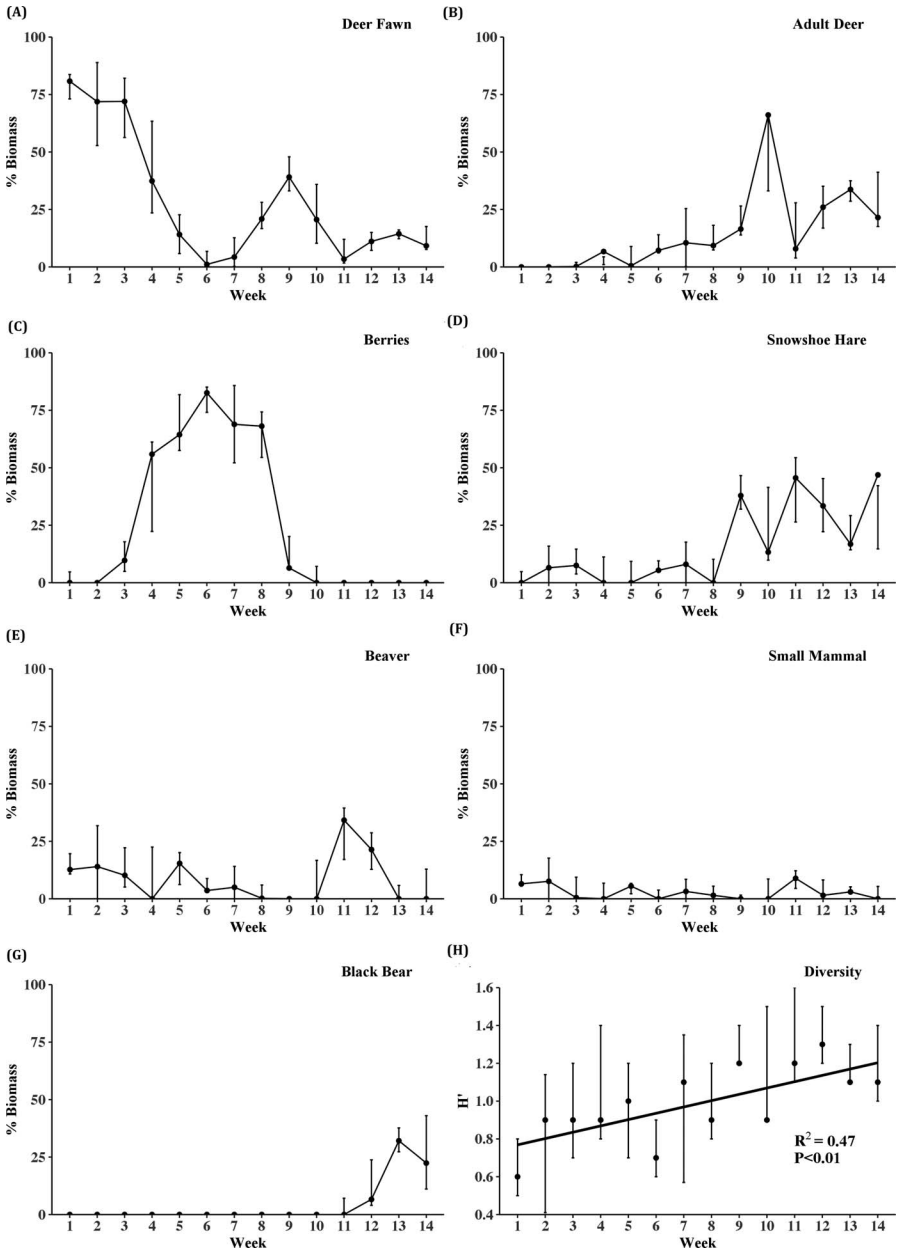 (A)
Deer Fawn
100
75
50
25
0
% Biomass
1 2 3 4 5 6 7 8 9 10 11 12 13 14
Week
(B)
Adult Deer
100
75
50
25
0
% Biomass
1 2 3 4 5 6 7 8 9 10 11 12 13 14
Week
(C)
Berries
100
75
50
25
0
% Biomass
1 2 3 4 5 6 7 8 9 10 11 12 13 14
Week
(D)
Snowshoe Hare
100
75
50
25
0
% Biomass
1 2 3 4 5 6 7 8 9 10 11 12 13 14
Week
(E)
Beaver
100
75
50
25
0
% Biomass
1 2 3 4 5 6 7 8 9 10 11 12 13 14
Week
(F)
Small Mammal
100
75
50
25
0
% Biomass
1 2 3 4 5 6 7 8 9 10 11 12 13 14
Week
(G)
Black Bear
100
75
50
25
0
% Biomass
1 2 3 4 5 6 7 8 9 10 11 12 13 14
Week
(H)
Diversity
1.6
1.4
1.2
1.0
0.8
0.6
0.4
H'
R² = 0.47
P<0.01
1 2 3 4 5 6 7 8 9 10 11 12 13 14
Week